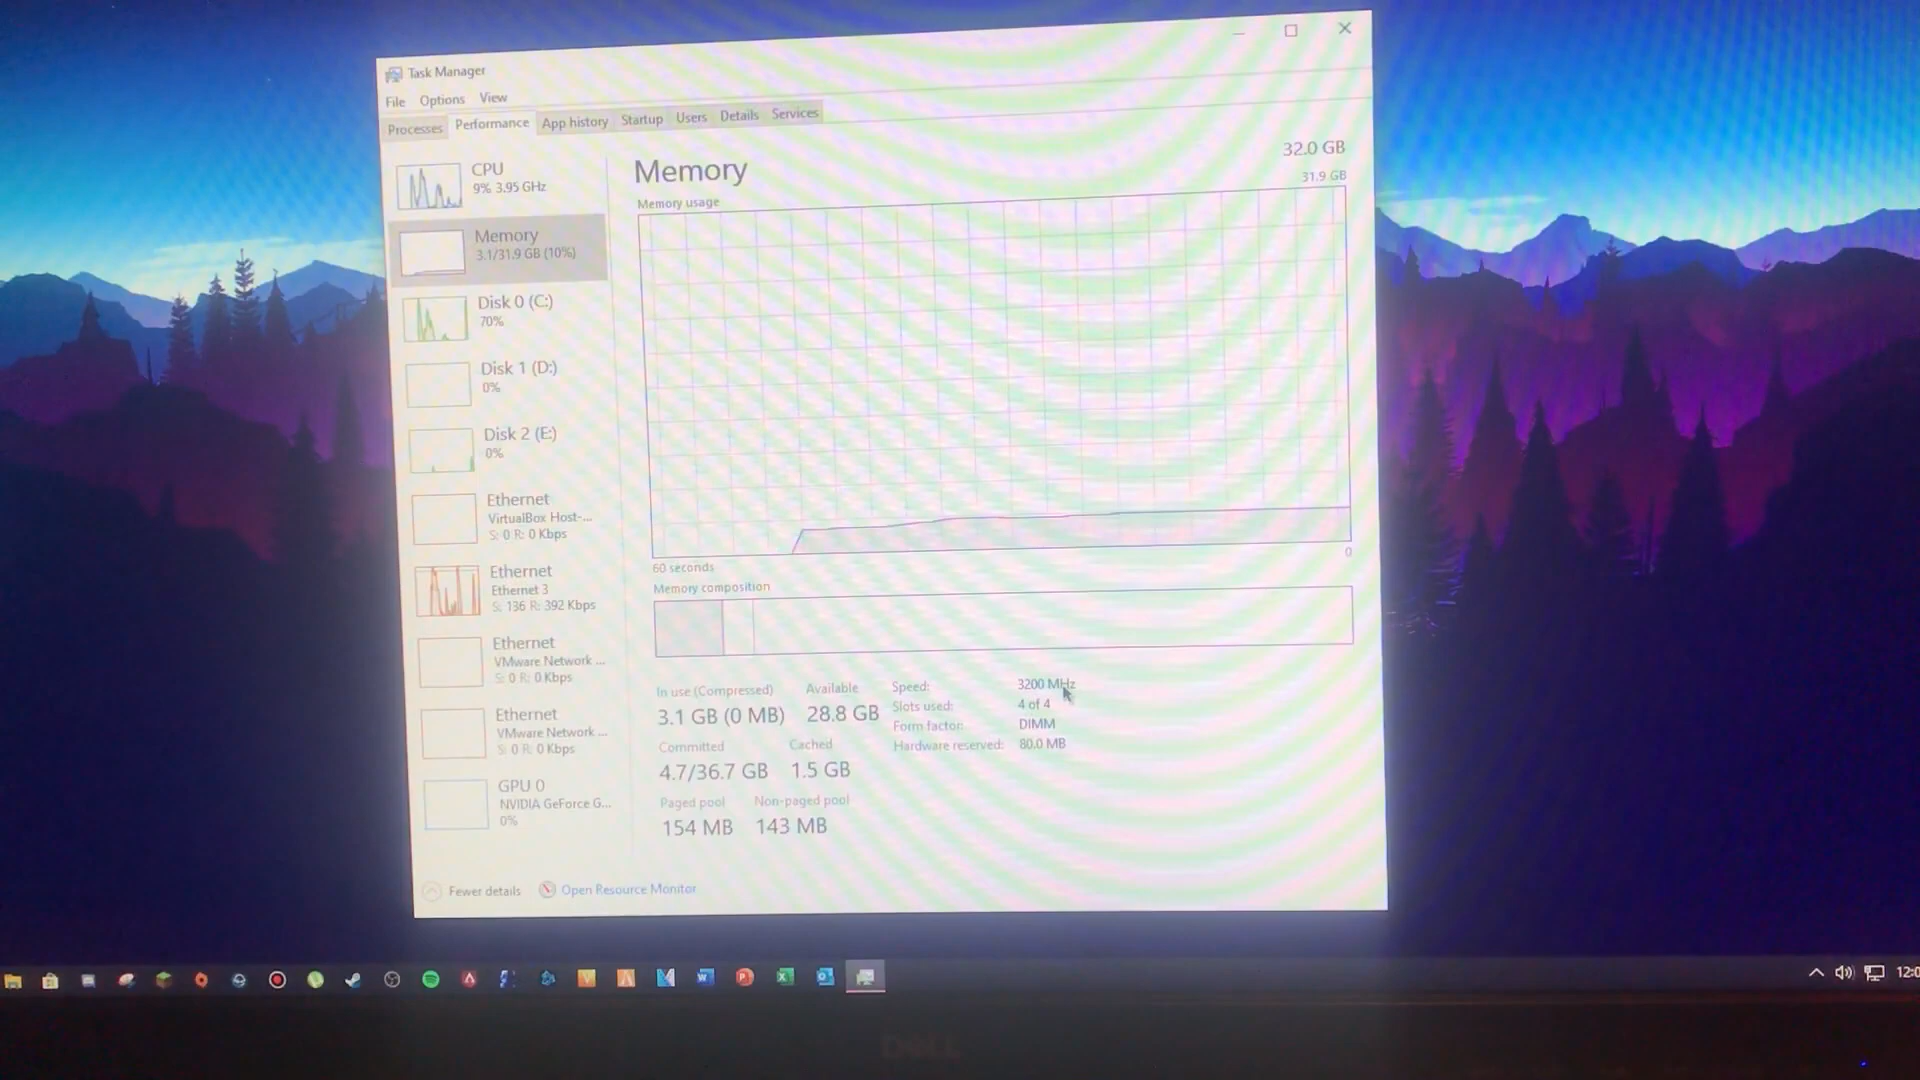 Task Manager
File Options View
Processes Performance App history Startup Users Details Services
CPU
9% 3.95 GHz
Memory
3.1/31.9 GB (10%)
Disk 0 (C:)
70%
Disk 1 (D:)
0%
Disk 2 (E:)
0%
Ethernet
VirtualBox Host-...
S: 0 R: 0 Kbps
Ethernet
Ethernet 3
S: 136 R: 392 Kbps
Ethernet
VMware Network ...
S: 0 R: 0 Kbps
Ethernet
VMware Network ...
S: 0 R: 0 Kbps
GPU 0
NVIDIA GeForce G...
0%
Memory 32.0 GB
Memory usage 31.9 GB
60 seconds 0
Memory composition
In use (Compressed) Available
3.1 GB (0 MB) 28.8 GB
Committed Cached
4.7/36.7 GB 1.5 GB
Paged pool Non-paged pool
154 MB 143 MB
Speed: 3200 MHz
Slots used: 4 of 4
Form factor: DIMM
Hardware reserved: 80.0 MB
Fewer details Open Resource Monitor
12:0
DELL